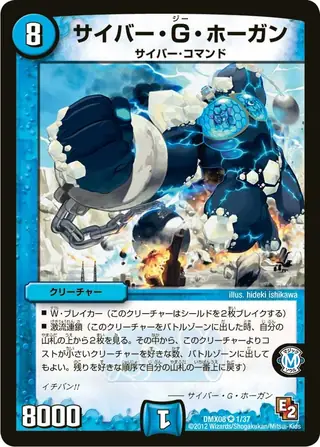 8
サイバー・G・ホーガン
ジー
サイバー・コマンド
illus. hideki ishikawa
クリーチャー
■W・ブレイカー(このクリーチャーはシールドを2枚ブレイクする)
■激流連鎖(このクリーチャーをバトルゾーンに出した時、自分の
山札の上から2枚を見る。その中から、このクリーチャーよりコ
ストが小さいクリーチャーを好きな数、バトルゾーンに出しても
よい。残りを好きな順序で自分の山札の一番上に戻す)
イチバン!!
——サイバー・G・ホーガン
M
8000
1
DMX08 1/37
©2012 Wizards/Shogakukan/Mitsui-Kids
E2